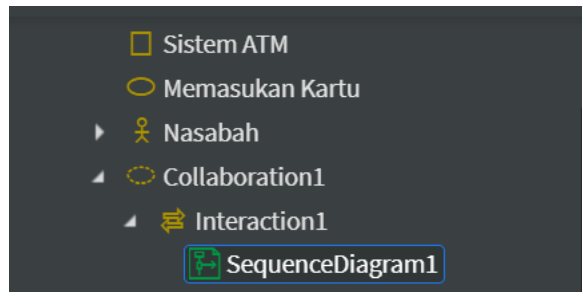 Sistem ATM
Memasukan Kartu
Nasabah
Collaboration1
Interaction1
SequenceDiagram1